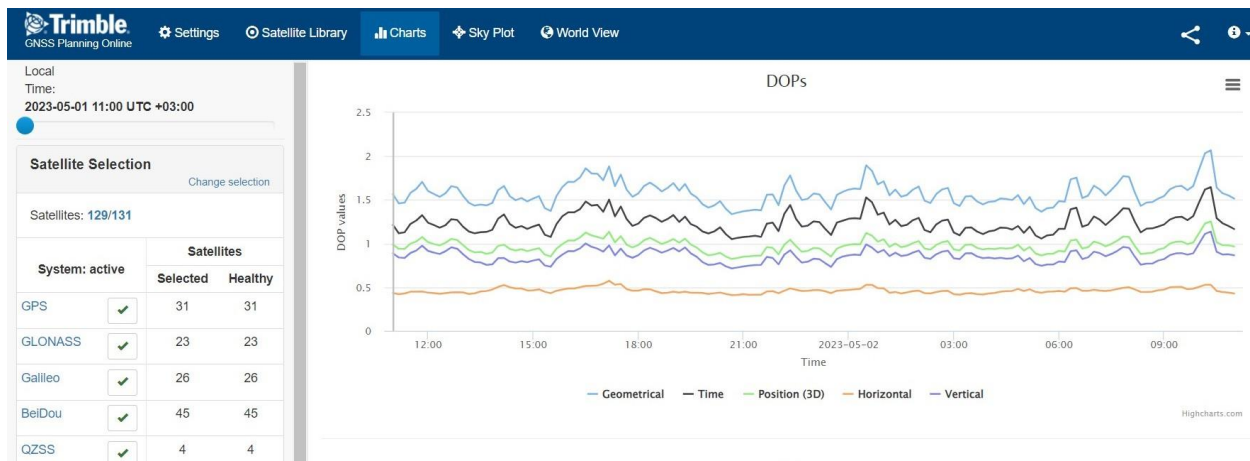 Trimble.
GNSS Planning Online
Settings
Satellite Library
Charts
Sky Plot
World View
Local
Time:
2023-05-01 11:00 UTC +03:00
Satellite Selection
Change selection
Satellites: 129/131
System: active
Satellites
Selected
Healthy
GPS 31 31
GLONASS 23 23
Galileo 26 26
BeiDou 45 45
QZSS 4 4
DOPs
DOP values
2.5
2
1.5
1
0.5
0
12:00 15:00 18:00 21:00 2023-05-02 03:00 06:00 09:00
Time
Geometrical Time Position (3D) Horizontal Vertical
Highcharts.com